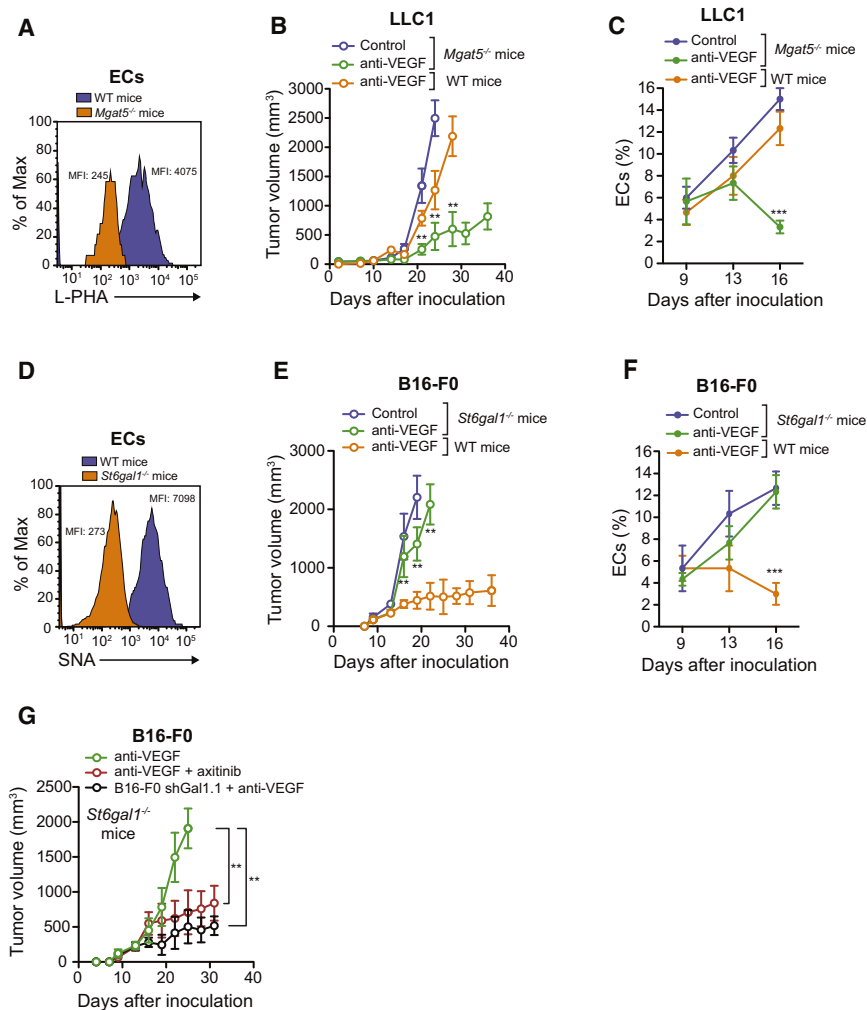 A
ECs
WT mice
Mgat5-/- mice
% of Max
100
80
60
40
20
0
MFI: 245
MFI: 4075
10¹ 10² 10³ 10⁴ 10⁵
L-PHA
B
LLC1
Control
anti-VEGF
Mgat5-/- mice
anti-VEGF
WT mice
Tumor volume (mm³)
3000
2500
2000
1500
1000
500
0
**
**
**
0 10 20 30 40
Days after inoculation
C
LLC1
Control
anti-VEGF
Mgat5-/- mice
anti-VEGF
WT mice
ECs (%)
16
14
12
10
8
6
4
2
0
***
9 13 16
Days after inoculation
D
ECs
WT mice
St6gal1-/- mice
% of Max
100
80
60
40
20
0
MFI: 273
MFI: 7098
10¹ 10² 10³ 10⁴ 10⁵
SNA
E
B16-F0
Control
anti-VEGF
St6gal1-/- mice
anti-VEGF
WT mice
Tumor volume (mm³)
3000
2000
1000
0
**
**
**
0 10 20 30 40
Days after inoculation
F
B16-F0
Control
anti-VEGF
St6gal1-/- mice
anti-VEGF
WT mice
ECs (%)
16
14
12
10
8
6
4
2
0
***
9 13 16
Days after inoculation
G
B16-F0
anti-VEGF
anti-VEGF + axitinib
B16-F0 shGal1.1 + anti-VEGF
St6gal1-/-
mice
Tumor volume (mm³)
2500
2000
1500
1000
500
0
**
**
0 10 20 30 40
Days after inoculation